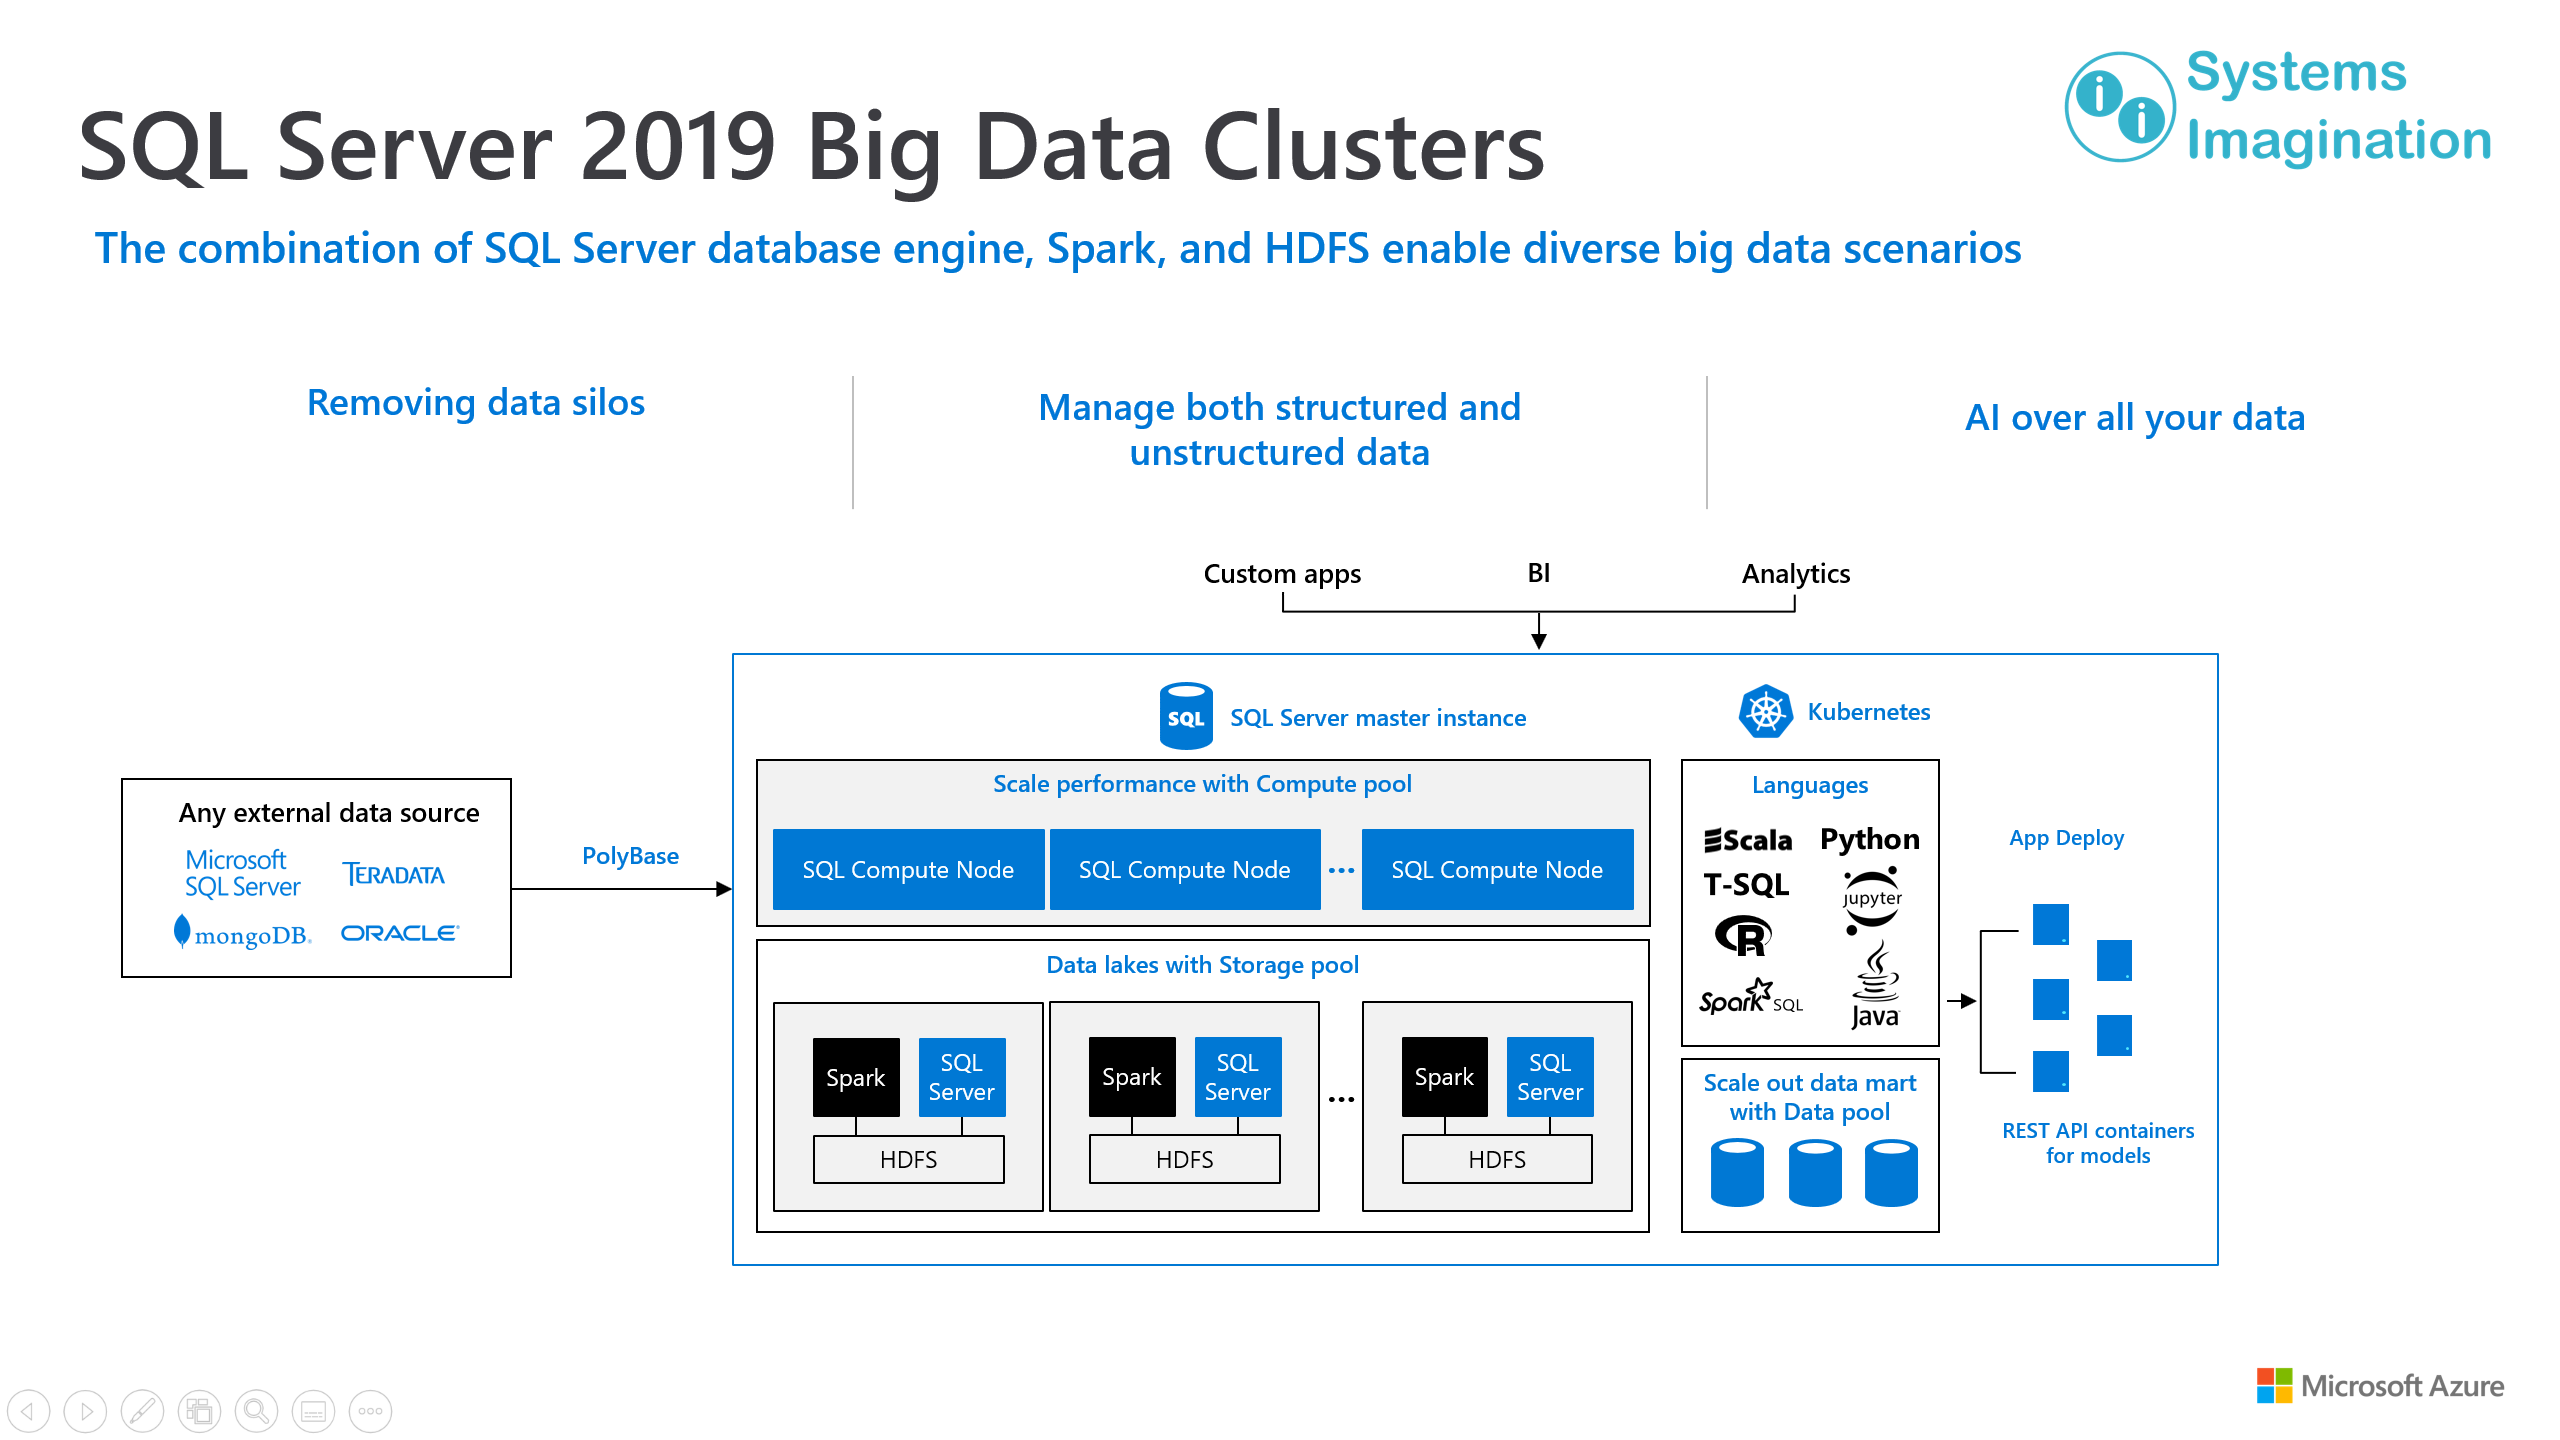 Systems
Imagination
SQL Server 2019 Big Data Clusters
The combination of SQL Server database engine, Spark, and HDFS enable diverse big data scenarios
Removing data silos
Manage both structured and
unstructured data
AI over all your data
Custom apps
BI
Analytics
SQL
SQL Server master instance
Kubernetes
Any external data source
Microsoft
SQL Server
TERADATA
mongoDB
ORACLE
PolyBase
Scale performance with Compute pool
SQL Compute Node
SQL Compute Node
...
SQL Compute Node
Data lakes with Storage pool
Spark
SQL
Server
HDFS
Spark
SQL
Server
HDFS
...
Spark
SQL
Server
HDFS
Languages
Scala
Python
T-SQL
jupyter
R
Spark SQL
Java
Scale out data mart
with Data pool
App Deploy
REST API containers
for models
Microsoft Azure